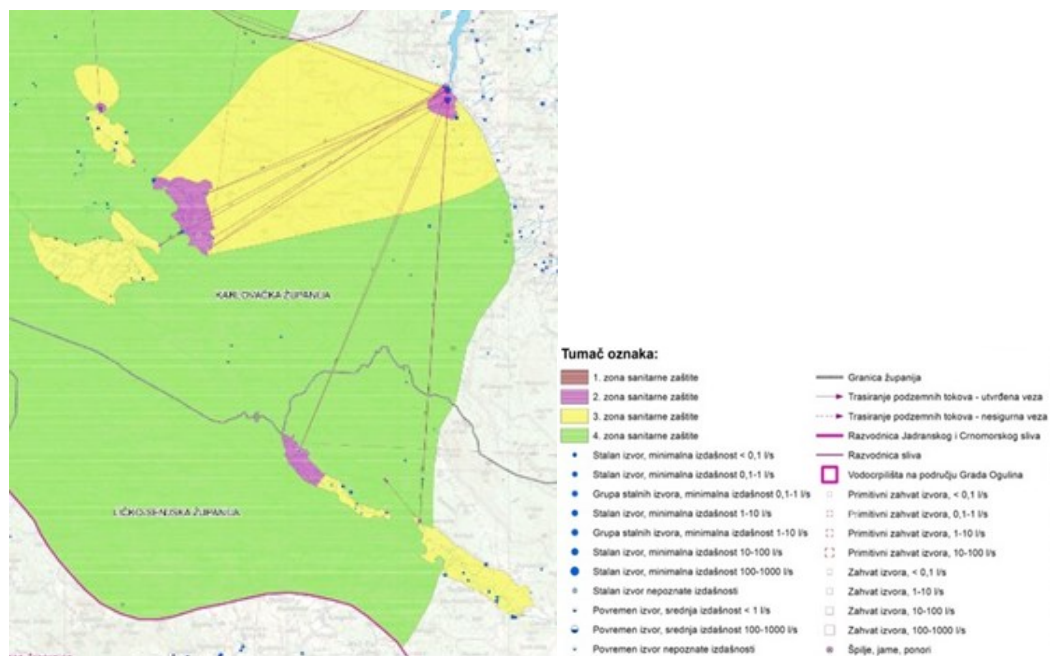 KARLOVAČKA ŽUPANIJA
LIČKO-SENJSKA ŽUPANIJA
Tumač oznaka:
1. zona sanitarne zaštite
2. zona sanitarne zaštite
3. zona sanitarne zaštite
4. zona sanitarne zaštite
Stalan izvor, minimalna izdašnost < 0,1 l/s
Stalan izvor, minimalna izdašnost 0,1-1 l/s
Grupa stalnih izvora, minimalna izdašnost 0,1-1 l/s
Stalan izvor, minimalna izdašnost 1-10 l/s
Grupa stalnih izvora, minimalna izdašnost 1-10 l/s
Stalan izvor, minimalna izdašnost 10-100 l/s
Stalan izvor, minimalna izdašnost 100-1000 l/s
Stalan izvor nepoznate izdašnosti
Povremen izvor, srednja izdašnost < 1 l/s
Povremen izvor, srednja izdašnost 100-1000 l/s
Povremen izvor nepoznate izdašnosti
Granica županija
Trasiranje podzemnih tokova - utvrđena veza
Trasiranje podzemnih tokova - nesigurna veza
Razvodnica Jadranskog i Crnomorskog sliva
Razvodnica sliva
Vodocrpilišta na području Grada Ogulina
Primitivni zahvat izvora, < 0,1 l/s
Primitivni zahvat izvora, 0,1-1 l/s
Primitivni zahvat izvora, 1-10 l/s
Primitivni zahvat izvora, 10-100 l/s
Zahvat izvora, < 0,1 l/s
Zahvat izvora, 1-10 l/s
Zahvat izvora, 10-100 l/s
Zahvat izvora, 100-1000 l/s
Špilje, jame, ponori